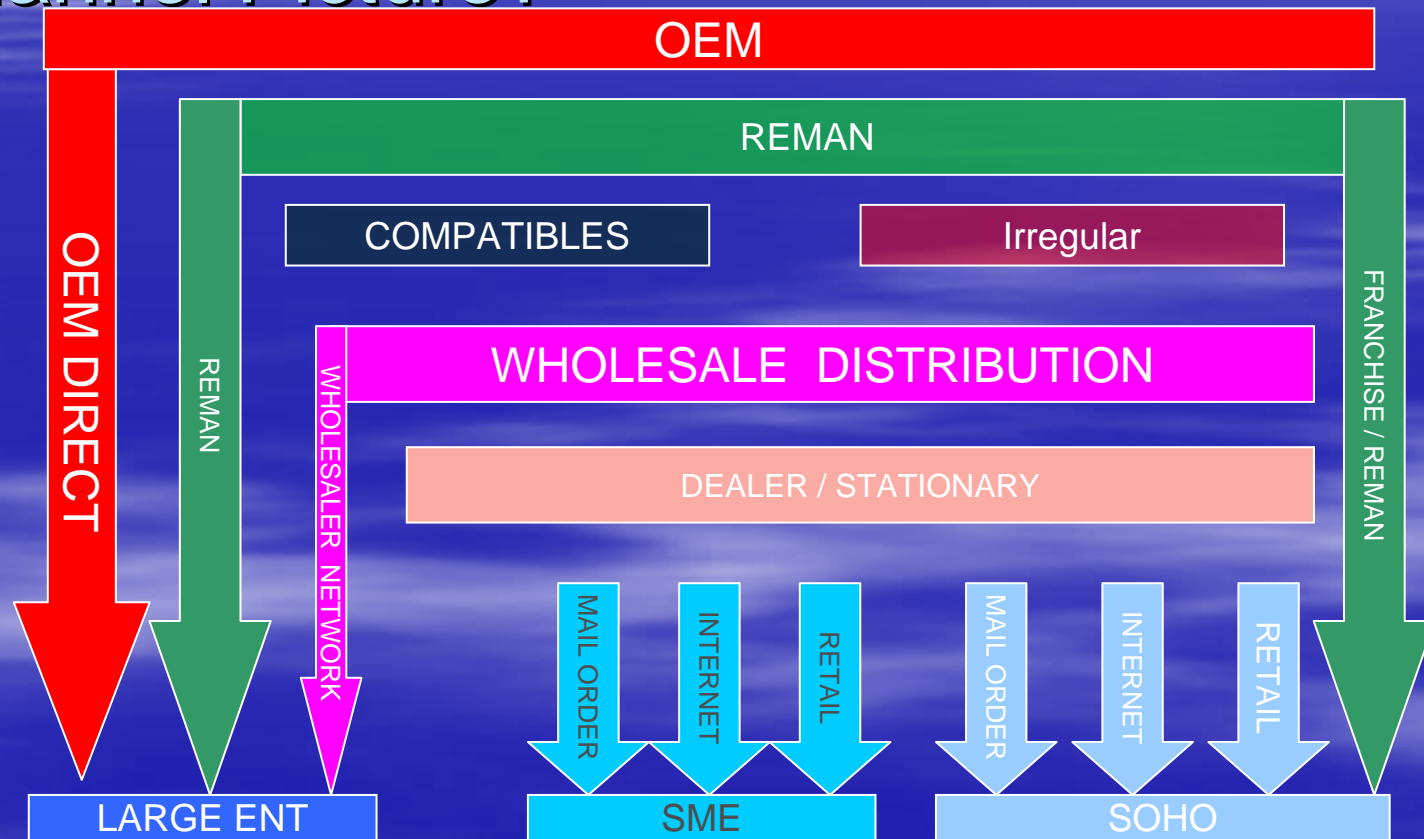 OEM
REMAN
COMPATIBLES
Irregular
OEM DIRECT
REMAN
WHOLESALER NETWORK
WHOLESALE DISTRIBUTION
FRANCHISE / REMAN
DEALER / STATIONARY
MAIL ORDER
INTERNET
RETAIL
MAIL ORDER
INTERNET
RETAIL
LARGE ENT
SME
SOHO